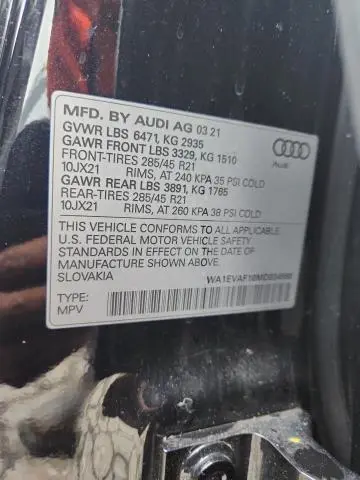 MFD. BY AUDI AG 03 21
GVWR LBS 6471, KG 2935
GAWR FRONT LBS 3329, KG 1510
FRONT-TIRES 285/45 R21
10JX21 RIMS, AT 240 KPA 35 PSI COLD
GAWR REAR LBS 3891, KG 1765
REAR-TIRES 285/45 R21
10JX21 RIMS, AT 260 KPA 38 PSI COLD
Audi
THIS VEHICLE CONFORMS TO ALL APPLICABLE
U.S. FEDERAL MOTOR VEHICLE SAFETY
STANDARDS IN EFFECT ON THE DATE OF
MANUFACTURE SHOWN ABOVE.
SLOVAKIA
TYPE:
MPV